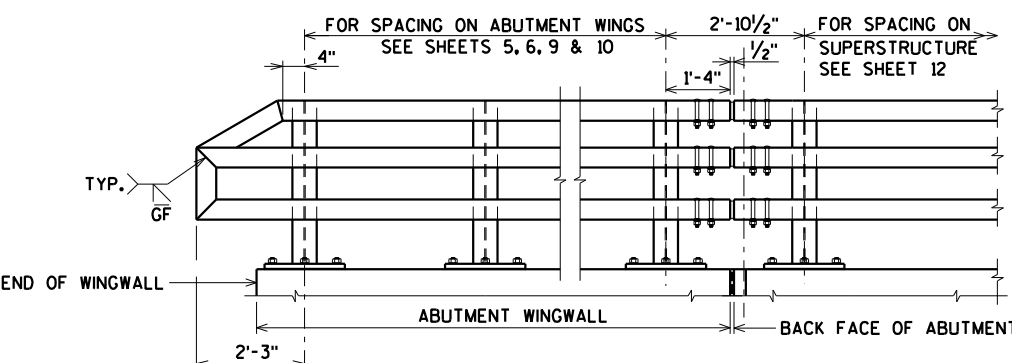 FOR SPACING ON ABUTMENT WINGS
SEE SHEETS 5, 6, 9 & 10
2'-10½"
FOR SPACING ON
SUPERSTRUCTURE
SEE SHEET 12
4"
½"
1'-4"
TYP.
GF
END OF WINGWALL
ABUTMENT WINGWALL
BACK FACE OF ABUTMENT
2'-3"